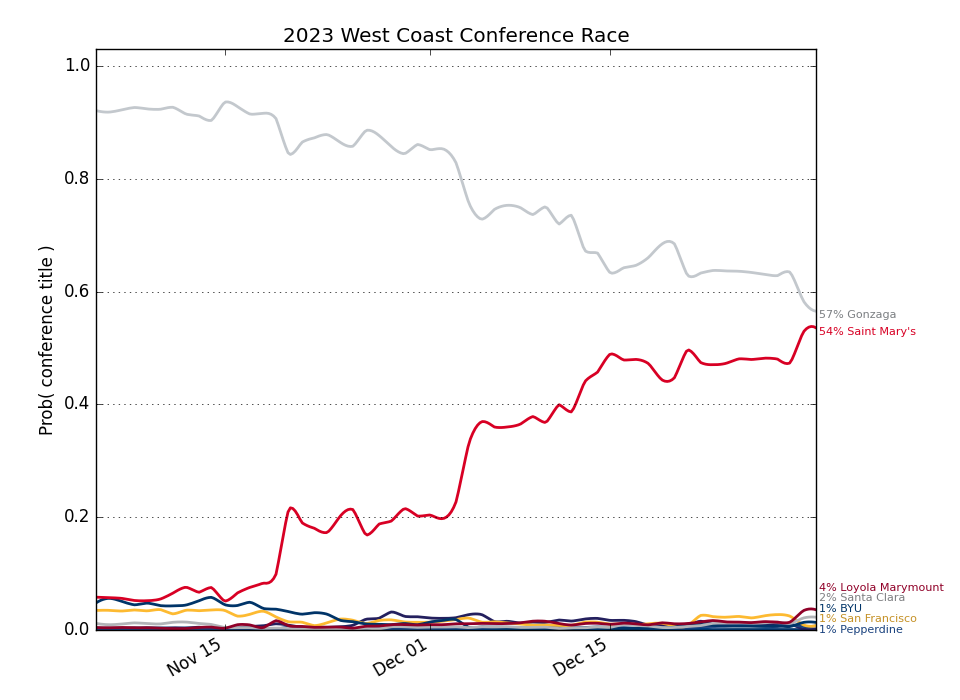 2023 West Coast Conference Race
Prob( conference title )
1.0
0.8
0.6
0.4
0.2
0.0
Nov 15
Dec 01
Dec 15
57% Gonzaga
54% Saint Mary's
4% Loyola Marymount
2% Santa Clara
1% BYU
1% San Francisco
1% Pepperdine